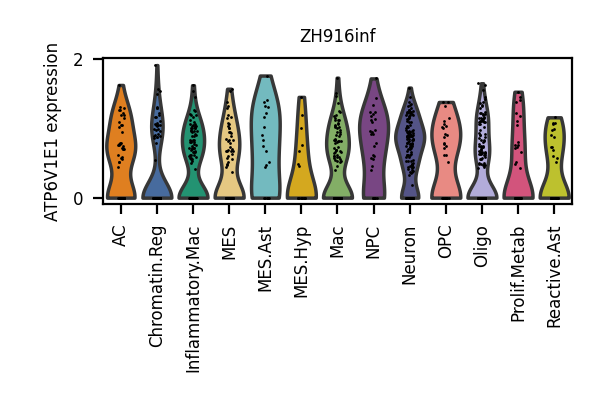 ZH916inf
ATP6V1E1 expression
2
0
AC
Chromatin.Reg
Inflammatory.Mac
MES
MES.Ast
MES.Hyp
Mac
NPC
Neuron
OPC
Oligo
Prolif.Metab
Reactive.Ast